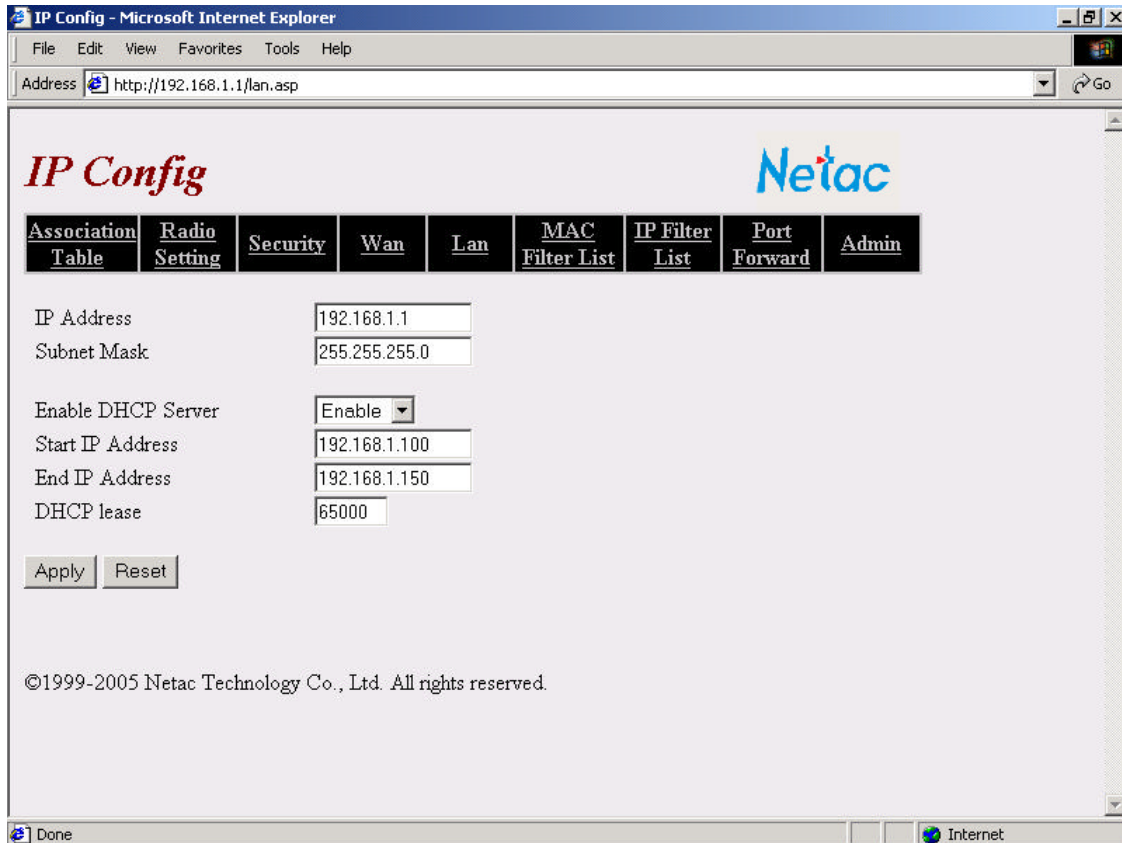 IP Config - Microsoft Internet Explorer
File Edit View Favorites Tools Help
Address http://192.168.1.1/lan.asp Go
IP Config
Netac
Association Table Radio Setting Security Wan Lan MAC Filter List IP Filter List Port Forward Admin
IP Address 192.168.1.1
Subnet Mask 255.255.255.0
Enable DHCP Server Enable
Start IP Address 192.168.1.100
End IP Address 192.168.1.150
DHCP lease 65000
Apply Reset
©1999-2005 Netac Technology Co., Ltd. All rights reserved.
Done Internet